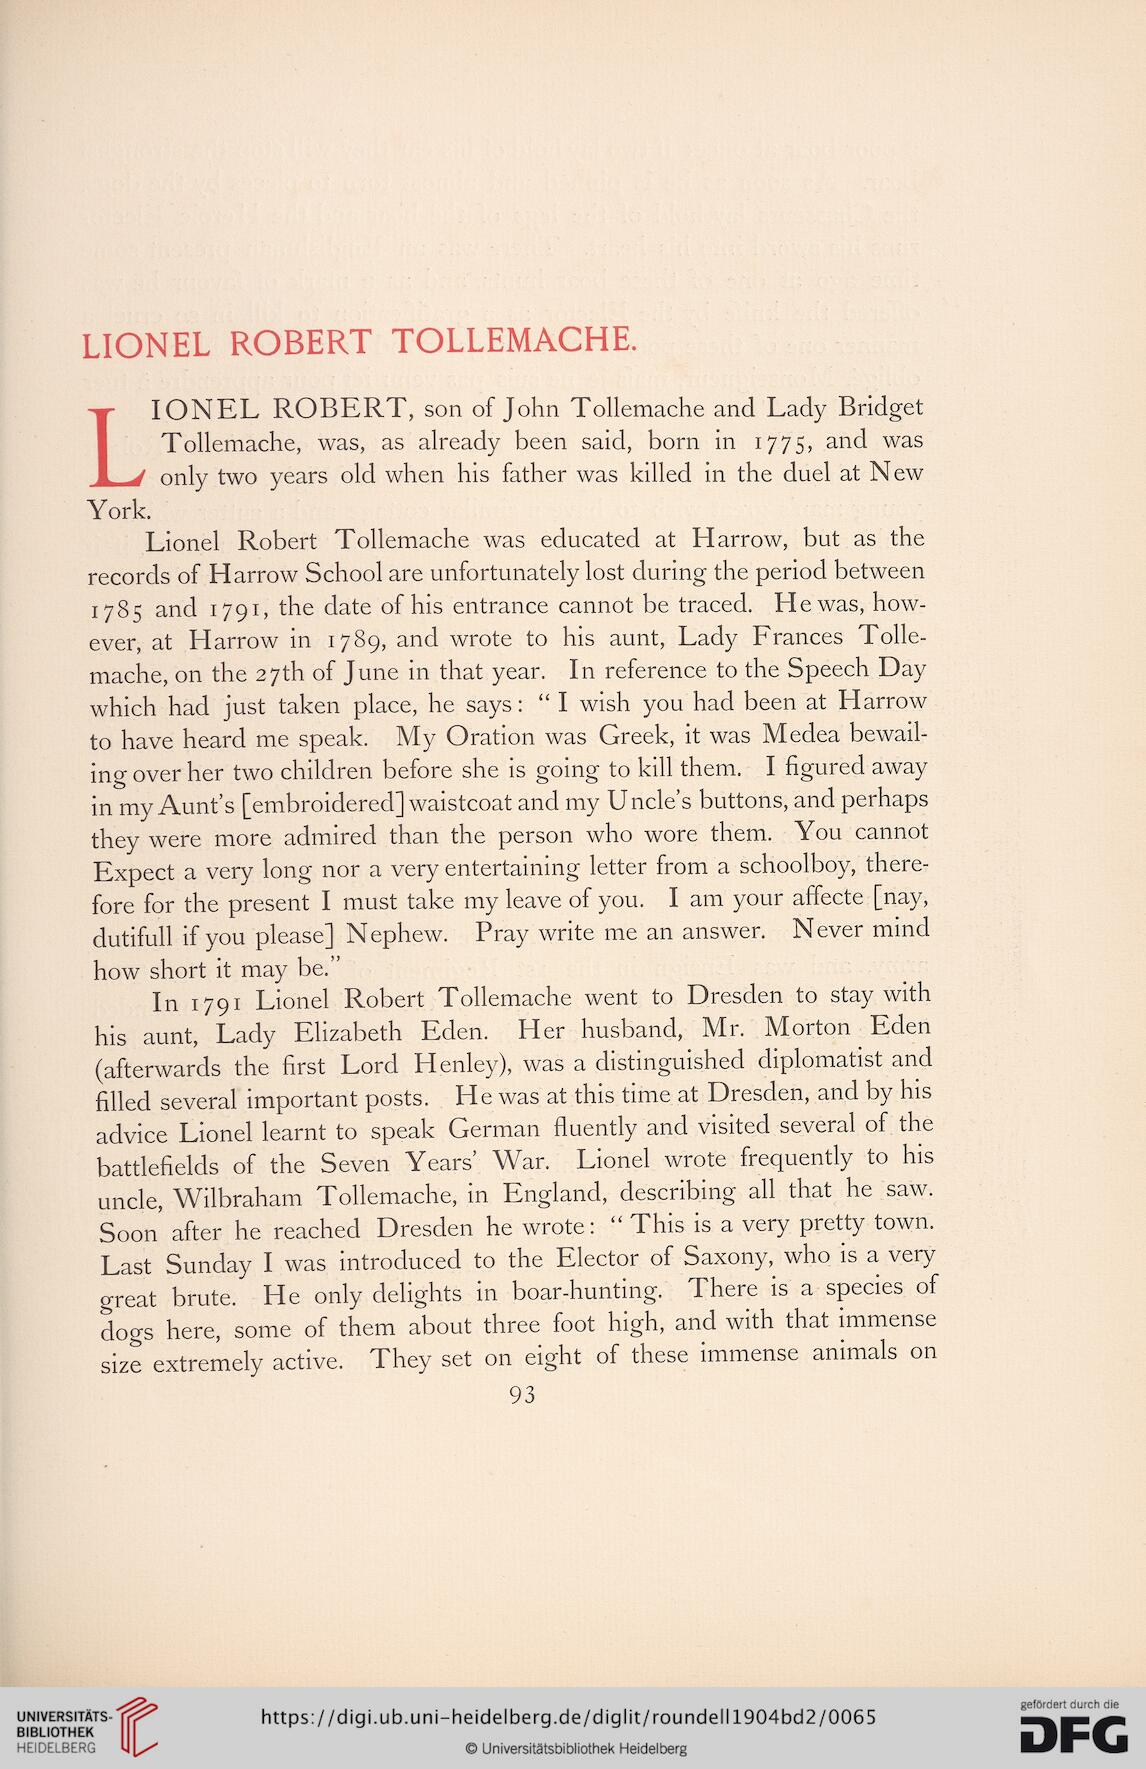 LIONEL ROBERT TOLLEMACHE.
LIONEL ROBERT, son of John Tollemache and Lady Bridget
Tollemache, was, as already been said, born in 1775, and was
only two years old when his father was killed in the duel at New
York.
Lionel Robert Tollemache was educated at Harrow, but as the
records of Harrow School are unfortunately lost during the period between
1785 and 1791, the date of his entrance cannot be traced. He was, how-
ever, at Harrow in 1789, and wrote to his aunt, Lady Frances Tolle-
mache, on the 27th of June in that year. In reference to the Speech Day
which had just taken place, he says: “I wish you had been at Harrow
to have heard me speak. My Oration was Greek, it was Medea bewail-
ing over her two children before she is going to kill them. I figured away
in my Aunt’s [embroidered] waistcoat and my Uncle’s buttons, and perhaps
they were more admired than the person who wore them. You cannot
Expect a very long nor a very entertaining letter from a schoolboy, there-
fore for the present I must take my leave of you. I am your affecte [nay,
dutifull if you please] Nephew. Pray write me an answer. Never mind
how short it may be.”
In 1791 Lionel Robert Tollemache went to Dresden to stay with
his aunt, Lady Elizabeth Eden. Her husband, Mr. Morton Eden
(afterwards the first Lord Henley), was a distinguished diplomatist and
filled several important posts. He was at this time at Dresden, and by his
advice Lionel learnt to speak German fluently and visited several of the
battlefields of the Seven Years’ War. Lionel wrote frequently to his
uncle, Wilbraham Tollemache, in England, describing all that he saw.
Soon after he reached Dresden he wrote: “This is a very pretty town.
Last Sunday I was introduced to the Elector of Saxony, who is a very
great brute. He only delights in boar-hunting. There is a species of
dogs here, some of them about three foot high, and with that immense
size extremely active. They set on eight of these immense animals on
93
UNIVERSITÄTS-
BIBLIOTHEK
HEIDELBERG
https://digi.ub.uni-heidelberg.de/diglit/roundell1904bd2/0065
© Universitätsbibliothek Heidelberg
gefördert durch die
DFG